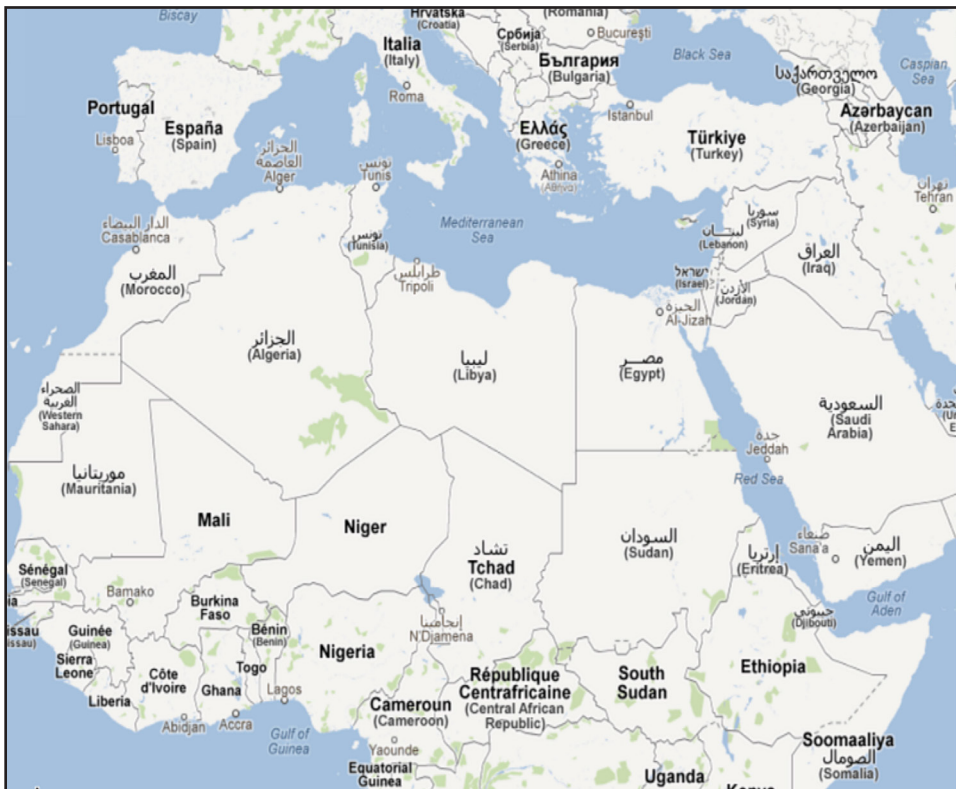 Biscay
Hrvatska
(Croatia)
(Romania)
Italia
(Italy)
Србија
(Serbia)
București
Black Sea
Caspian
Sea
България
(Bulgaria)
საქართველო
(Georgia)
Portugal
Roma
Istanbul
Azərbaycan
(Azerbaijan)
España
(Spain)
Ελλάς
(Greece)
Türkiye
(Turkey)
Lisboa
الجزائر
العاصمة
Alger
تونس
Tunis
Athina
(Αθήνα)
تهران
Tehran
الدار البيضاء
Casablanca
تونس
(Tunisia)
Mediterranean
Sea
سوريا
(Syria)
لبنان
(Lebanon)
العراق
(Iraq)
المغرب
(Morocco)
طرابلس
Tripoli
ישראל
(Israel)
الأردن
(Jordan)
الجيزة
Al-Jizah
الجزائر
(Algeria)
ليبيا
(Libya)
مصر
(Egypt)
الصحراء
الغربية
(Western
Sahara)
السعودية
(Saudi
Arabia)
جدة
Jeddah
موريتانيا
(Mauritania)
Red Sea
Mali
Niger
تشاد
Tchad
(Chad)
السودان
(Sudan)
إرتريا
(Eritrea)
صنعاء
Sana'a
اليمن
(Yemen)
Sénégal
(Senegal)
Bamako
Burkina
Faso
Gulf of
Aden
إنجامينا
N'Djamena
جيبوتي
(Djibouti)
issau
issau)
Guinée
(Guinea)
Bénin
(Benin)
Nigeria
Sierra
Leone
Côte
d'Ivoire
Togo
Ghana
République
Centrafricaine
(Central African
Republic)
South
Sudan
Ethiopia
Liberia
Lagos
Cameroun
(Cameroon)
Abidjan
Accra
Gulf of
Guinea
Yaounde
Equatorial
Guinea
Soomaaliya
الصومال
(Somalia)
Uganda
Kenya